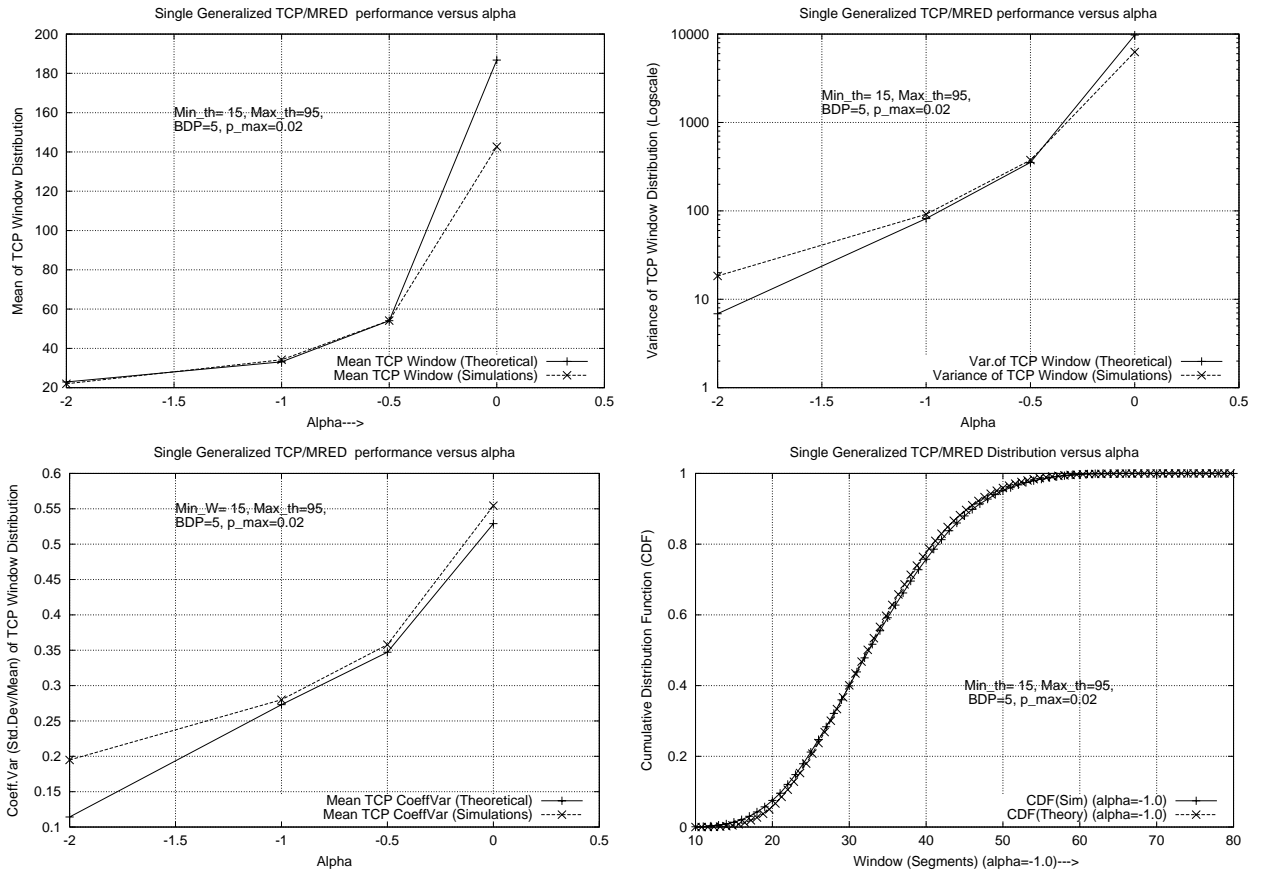 Single Generalized TCP/MRED  performance versus alpha
200
180
160
140
120
100
80
60
40
20
Mean of TCP Window Distribution
Min_th= 15, Max_th=95,
BDP=5, p_max=0.02
Mean TCP Window (Theoretical)
Mean TCP Window (Simulations)
-2 -1.5 -1 -0.5 0 0.5
Alpha--->
Single Generalized TCP/MRED performance versus alpha
10000
1000
100
10
1
Variance of TCP Window Distribution (Logscale)
Min_th= 15, Max_th=95,
BDP=5, p_max=0.02
Var.of TCP Window (Theoretical)
Variance of TCP Window (Simulations)
-2 -1.5 -1 -0.5 0 0.5
Alpha
Single Generalized TCP/MRED  performance versus alpha
0.6
0.55
0.5
0.45
0.4
0.35
0.3
0.25
0.2
0.15
0.1
Coeff.Var (Std.Dev/Mean) of TCP Window Distribution
Min_W= 15, Max_th=95,
BDP=5, p_max=0.02
Mean TCP CoeffVar (Theoretical)
Mean TCP CoeffVar (Simulations)
-2 -1.5 -1 -0.5 0 0.5
Alpha
Single Generalized TCP/MRED Distribution versus alpha
1
0.8
0.6
0.4
0.2
0
Cumulative Distribution Function (CDF)
Min_th= 15, Max_th=95,
BDP=5, p_max=0.02
CDF(Sim) (alpha=-1.0)
CDF(Theory) (alpha=-1.0)
10 20 30 40 50 60 70 80
Window (Segments) (alpha=-1.0)--->